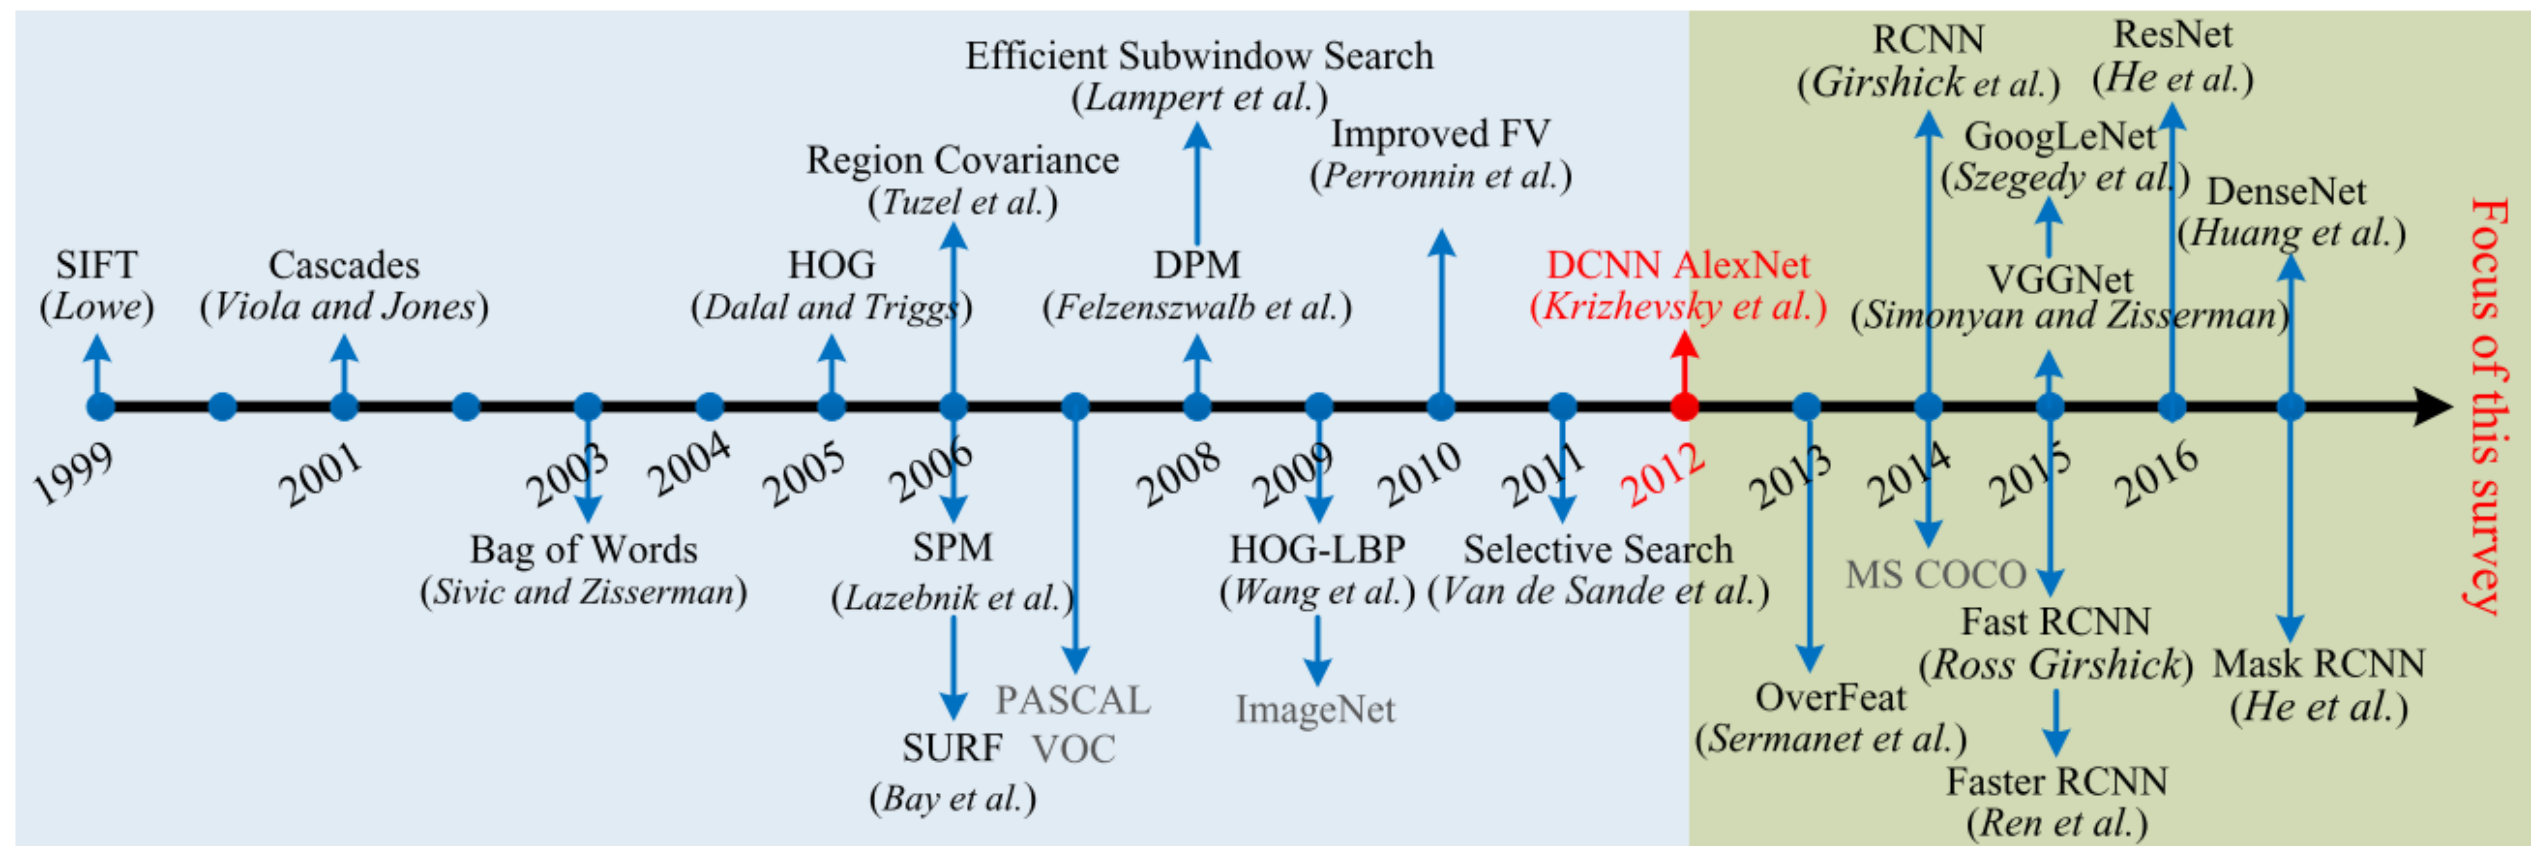 SIFT
(Lowe)
Cascades
(Viola and Jones)
HOG
(Dalal and Triggs)
Region Covariance
(Tuzel et al.)
Efficient Subwindow Search
(Lampert et al.)
DPM
(Felzenszwalb et al.)
Improved FV
(Perronnin et al.)
DCNN AlexNet
(Krizhevsky et al.)
RCNN
(Girshick et al.)
ResNet
(He et al.)
GoogLeNet
(Szegedy et al.)
VGGNet
(Simonyan and Zisserman)
DenseNet
(Huang et al.)
Focus of this survey
1999
2001
2003
2004
2005
2006
2008
2009
2010
2011
2012
2013
2014
2015
2016
Bag of Words
(Sivic and Zisserman)
SPM
(Lazebnik et al.)
SURF
(Bay et al.)
PASCAL
VOC
HOG-LBP
(Wang et al.)
ImageNet
Selective Search
(Van de Sande et al.)
OverFeat
(Sermanet et al.)
MS COCO
Fast RCNN
(Ross Girshick)
Faster RCNN
(Ren et al.)
Mask RCNN
(He et al.)